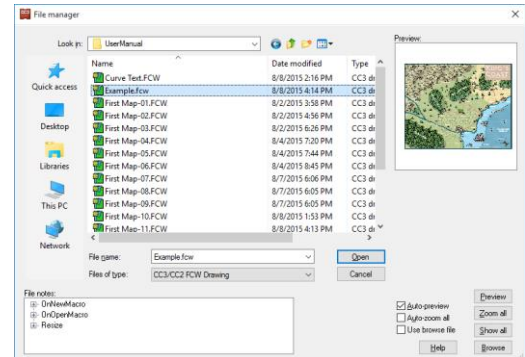 File manager
Look in: UserManual
Preview:
Name Date modified Type
Quick access
Desktop
Libraries
This PC
Network
Curve Text.FCW 8/8/2015 2:16 PM CC3 dr
Example.fcw 8/8/2015 4:14 PM CC3 dr
First Map-01.FCW 8/2/2015 3:58 PM CC3 dr
First Map-02.FCW 8/2/2015 4:56 PM CC3 dr
First Map-03.FCW 8/2/2015 6:26 PM CC3 dr
First Map-04.FCW 8/4/2015 7:20 PM CC3 dr
First Map-05.FCW 8/4/2015 7:44 PM CC3 dr
First Map-06.FCW 8/4/2015 8:45 PM CC3 dr
First Map-07.FCW 8/7/2015 6:06 PM CC3 dr
First Map-08.FCW 8/7/2015 6:05 PM CC3 dr
First Map-09.FCW 8/7/2015 6:05 PM CC3 dr
First Map-10.FCW 8/8/2015 1:53 PM CC3 dr
First Map-11.FCW 8/8/2015 4:13 PM CC3 dr
File name: Example.fcw Open
Files of type: CC3/CC2 FCW Drawing Cancel
File notes:
OnNewMacro
OnOpenMacro
Resize
Auto-preview
Auto-zoom all
Use browse file
Preview
Zoom all
Show all
Help Browse